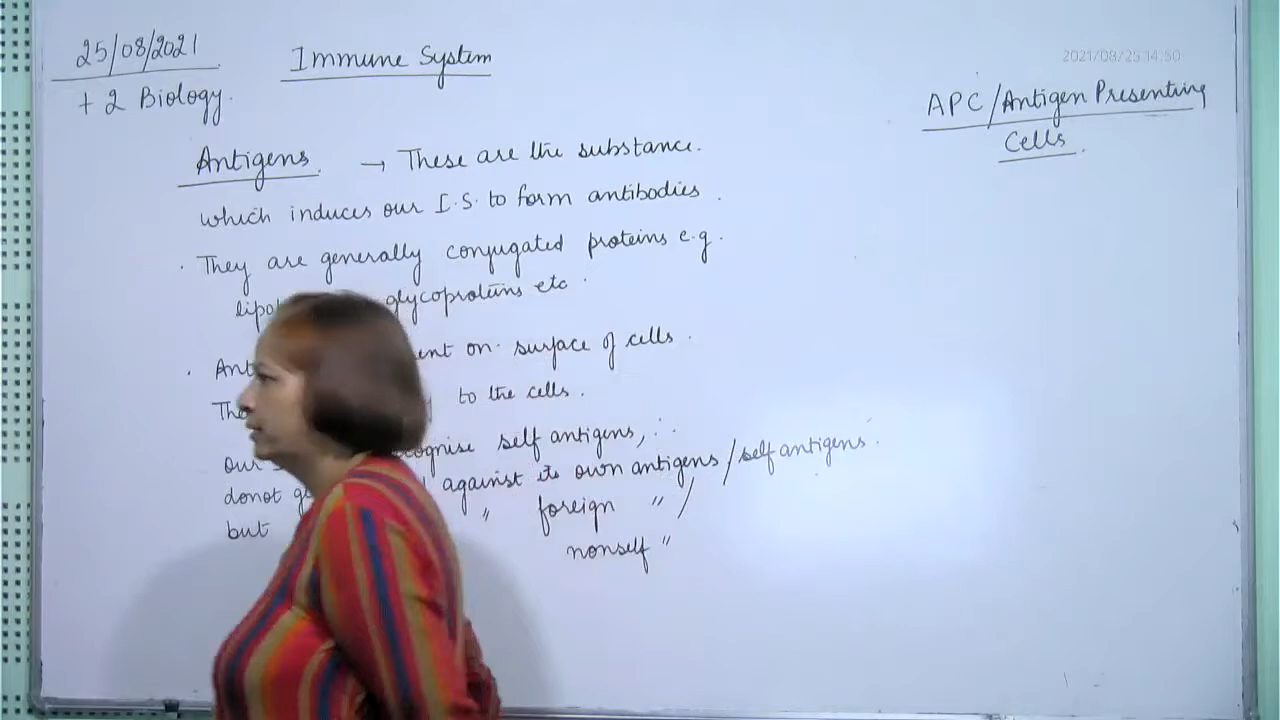 25/08/2021
Immune System
2021/08/25 14:50
+ 2 Biology.
APC/Antigen Presenting
Cells.
Antigens. → These are the substance.
which induces our I.S. to form antibodies.
. They are generally conjugated proteins e.g.
glycoproteins etc.
. on surface of cells.
to the cells.
our self antigens, ∴
donot against its own antigens / self antigens.
but " foreign " /
nonself "